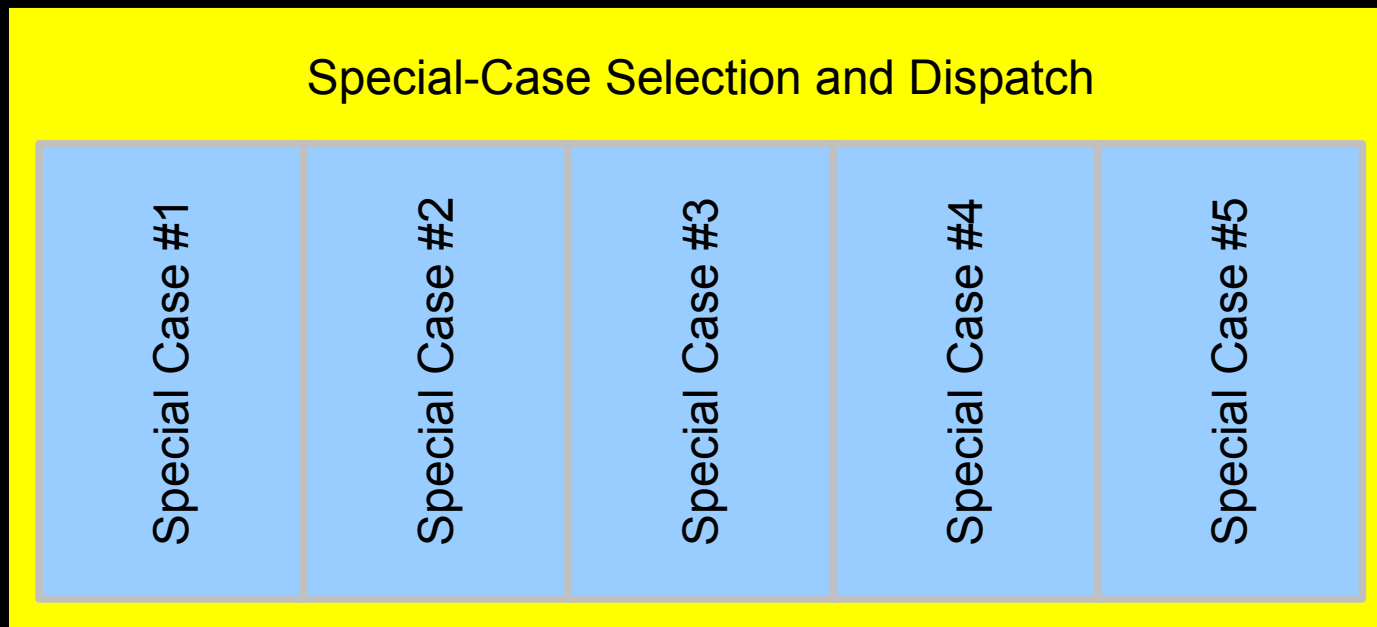 Special-Case Selection and Dispatch
Special Case #1
Special Case #2
Special Case #3
Special Case #4
Special Case #5